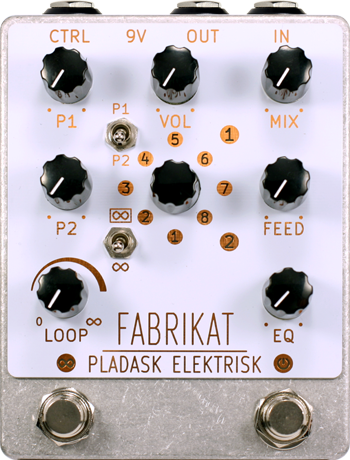 CTRL 9V OUT IN
P1
P1 VOL MIX
5 1
P2
4 6
3 7
∞ 2 8
P2 FEED
1 2
∞
0 ∞
LOOP FABRIKAT EQ
∞ PLADASK ELEKTRISK